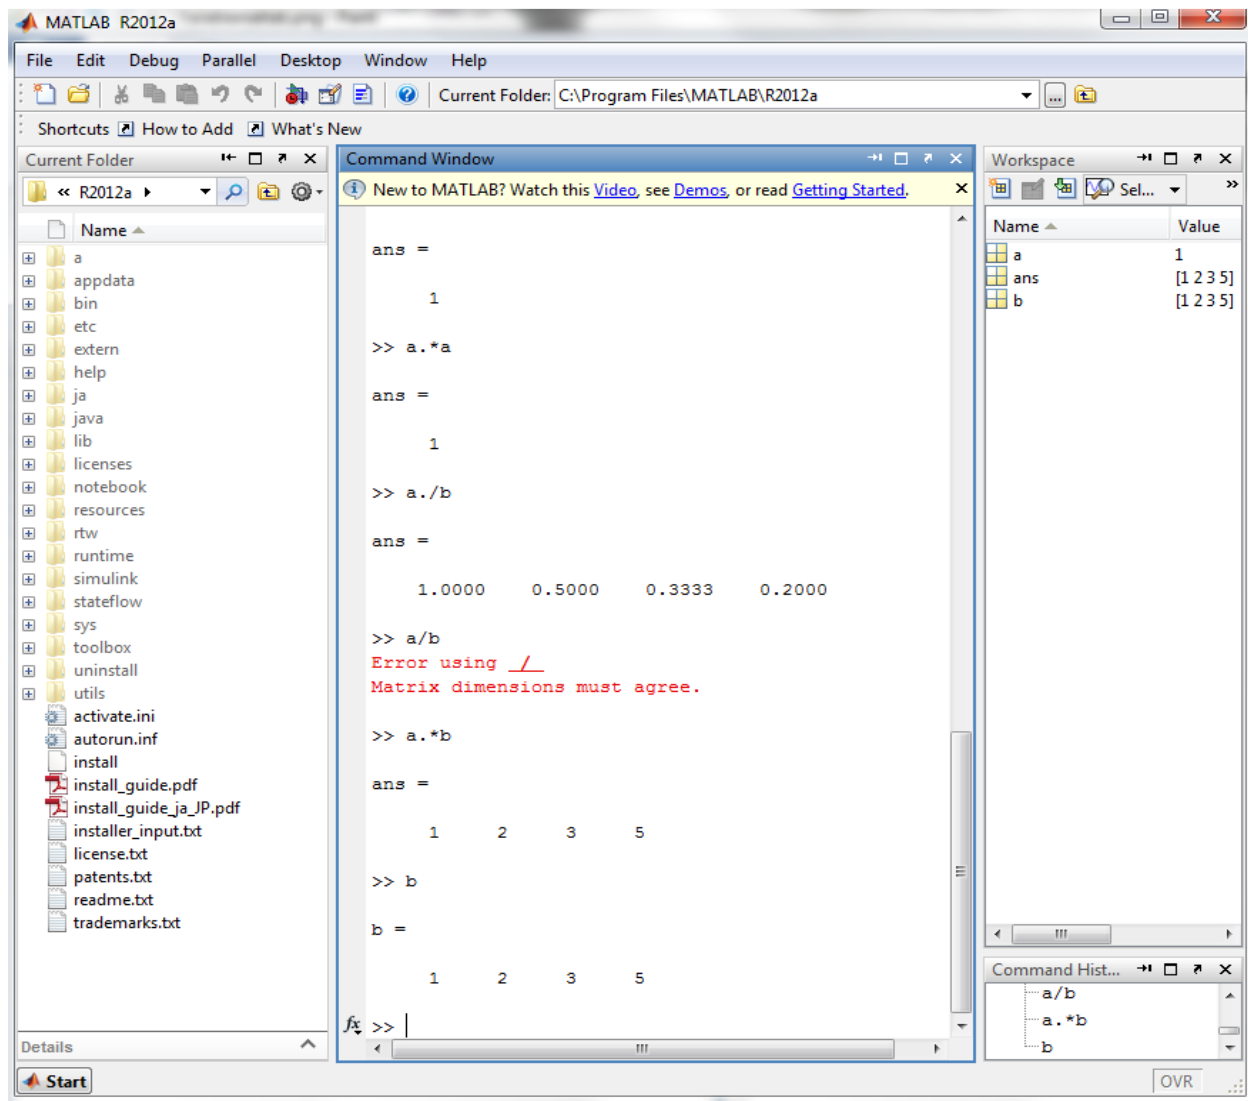 MATLAB R2012a
File Edit Debug Parallel Desktop Window Help
Current Folder: C:\Program Files\MATLAB\R2012a
...
Shortcuts How to Add What's New
Current Folder
« R2012a
Name
a
appdata
bin
etc
extern
help
ja
java
lib
licenses
notebook
resources
rtw
runtime
simulink
stateflow
sys
toolbox
uninstall
utils
activate.ini
autorun.inf
install
install_guide.pdf
install_guide_ja_JP.pdf
installer_input.txt
license.txt
patents.txt
readme.txt
trademarks.txt
Details
Command Window
New to MATLAB? Watch this Video, see Demos, or read Getting Started.
ans =
1
>> a.*a
ans =
1
>> a./b
ans =
1.0000 0.5000 0.3333 0.2000
>> a/b
Error using /
Matrix dimensions must agree.
>> a.*b
ans =
1 2 3 5
>> b
b =
1 2 3 5
fx >>
Workspace
Sel... »
Name Value
a 1
ans [1 2 3 5]
b [1 2 3 5]
Command Hist...
a/b
a.*b
b
Start
OVR